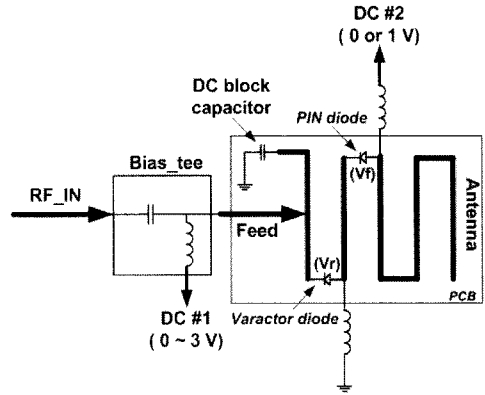 DC #2
( 0 or 1 V)
DC block
capacitor
PIN diode
Bias_tee
(Vf)
RF_IN
Feed
Antenna
(Vr)
DC #1
( 0 ~ 3 V)
Varactor diode
PCB